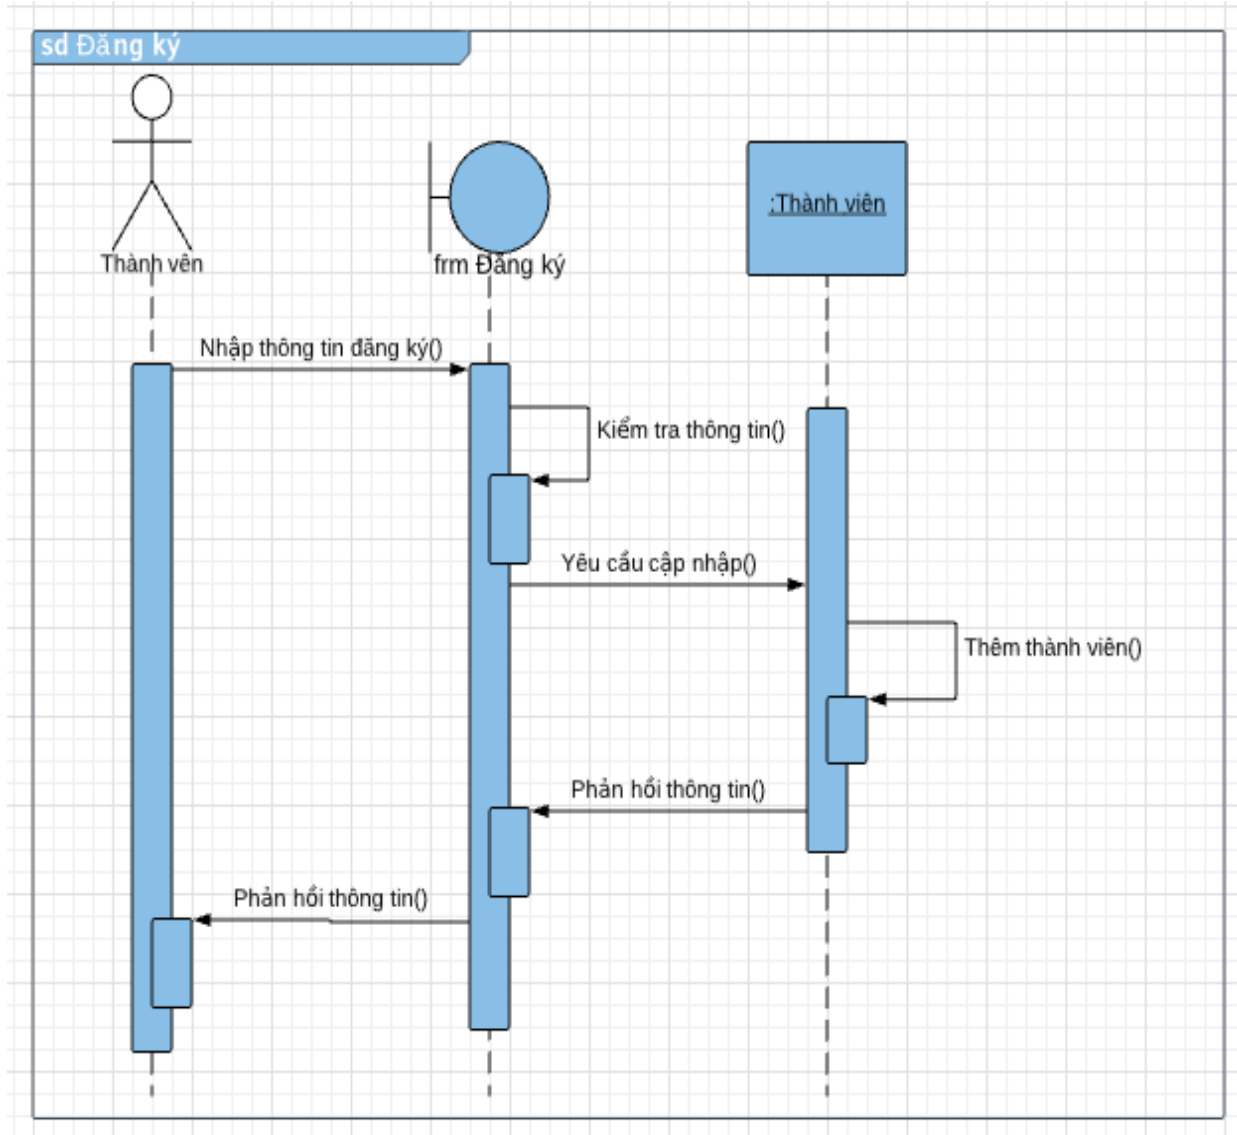 sd Đăng ký
Thành vên
frm Đăng ký
:Thành viên
Nhập thông tin đăng ký()
Kiểm tra thông tin()
Yêu cầu cập nhập()
Thêm thành viên()
Phản hồi thông tin()
Phản hồi thông tin()